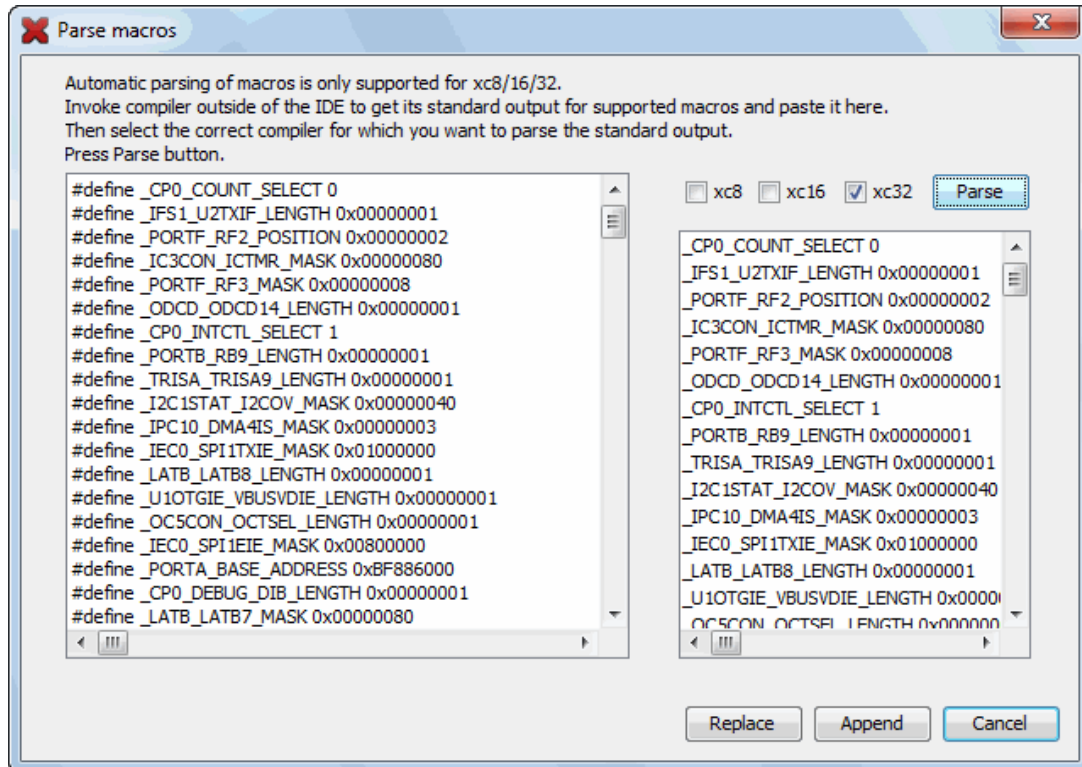 Parse macros
Automatic parsing of macros is only supported for xc8/16/32.
Invoke compiler outside of the IDE to get its standard output for supported macros and paste it here.
Then select the correct compiler for which you want to parse the standard output.
Press Parse button.
#define _CP0_COUNT_SELECT 0
#define _IFS1_U2TXIF_LENGTH 0x00000001
#define _PORTF_RF2_POSITION 0x00000002
#define _IC3CON_ICTMR_MASK 0x00000080
#define _PORTF_RF3_MASK 0x00000008
#define _ODCD_ODCD14_LENGTH 0x00000001
#define _CP0_INTCTL_SELECT 1
#define _PORTB_RB9_LENGTH 0x00000001
#define _TRISA_TRISA9_LENGTH 0x00000001
#define _I2C1STAT_I2COV_MASK 0x00000040
#define _IPC10_DMA4IS_MASK 0x00000003
#define _IEC0_SPI1TXIE_MASK 0x01000000
#define _LATB_LATB8_LENGTH 0x00000001
#define _U1OTGIE_VBUSVDIE_LENGTH 0x00000001
#define _OC5CON_OCTSEL_LENGTH 0x00000001
#define _IEC0_SPI1EIE_MASK 0x00800000
#define _PORTA_BASE_ADDRESS 0xBF886000
#define _CP0_DEBUG_DIB_LENGTH 0x00000001
#define _LATB_LATB7_MASK 0x00000080
xc8 xc16 xc32 Parse
_CP0_COUNT_SELECT 0
_IFS1_U2TXIF_LENGTH 0x00000001
_PORTF_RF2_POSITION 0x00000002
_IC3CON_ICTMR_MASK 0x00000080
_PORTF_RF3_MASK 0x00000008
_ODCD_ODCD14_LENGTH 0x00000001
_CP0_INTCTL_SELECT 1
_PORTB_RB9_LENGTH 0x00000001
_TRISA_TRISA9_LENGTH 0x00000001
_I2C1STAT_I2COV_MASK 0x00000040
_IPC10_DMA4IS_MASK 0x00000003
_IEC0_SPI1TXIE_MASK 0x01000000
_LATB_LATB8_LENGTH 0x00000001
_U1OTGIE_VBUSVDIE_LENGTH 0x0000
_OC5CON_OCTSEL_LENGTH 0x000000
Replace Append Cancel